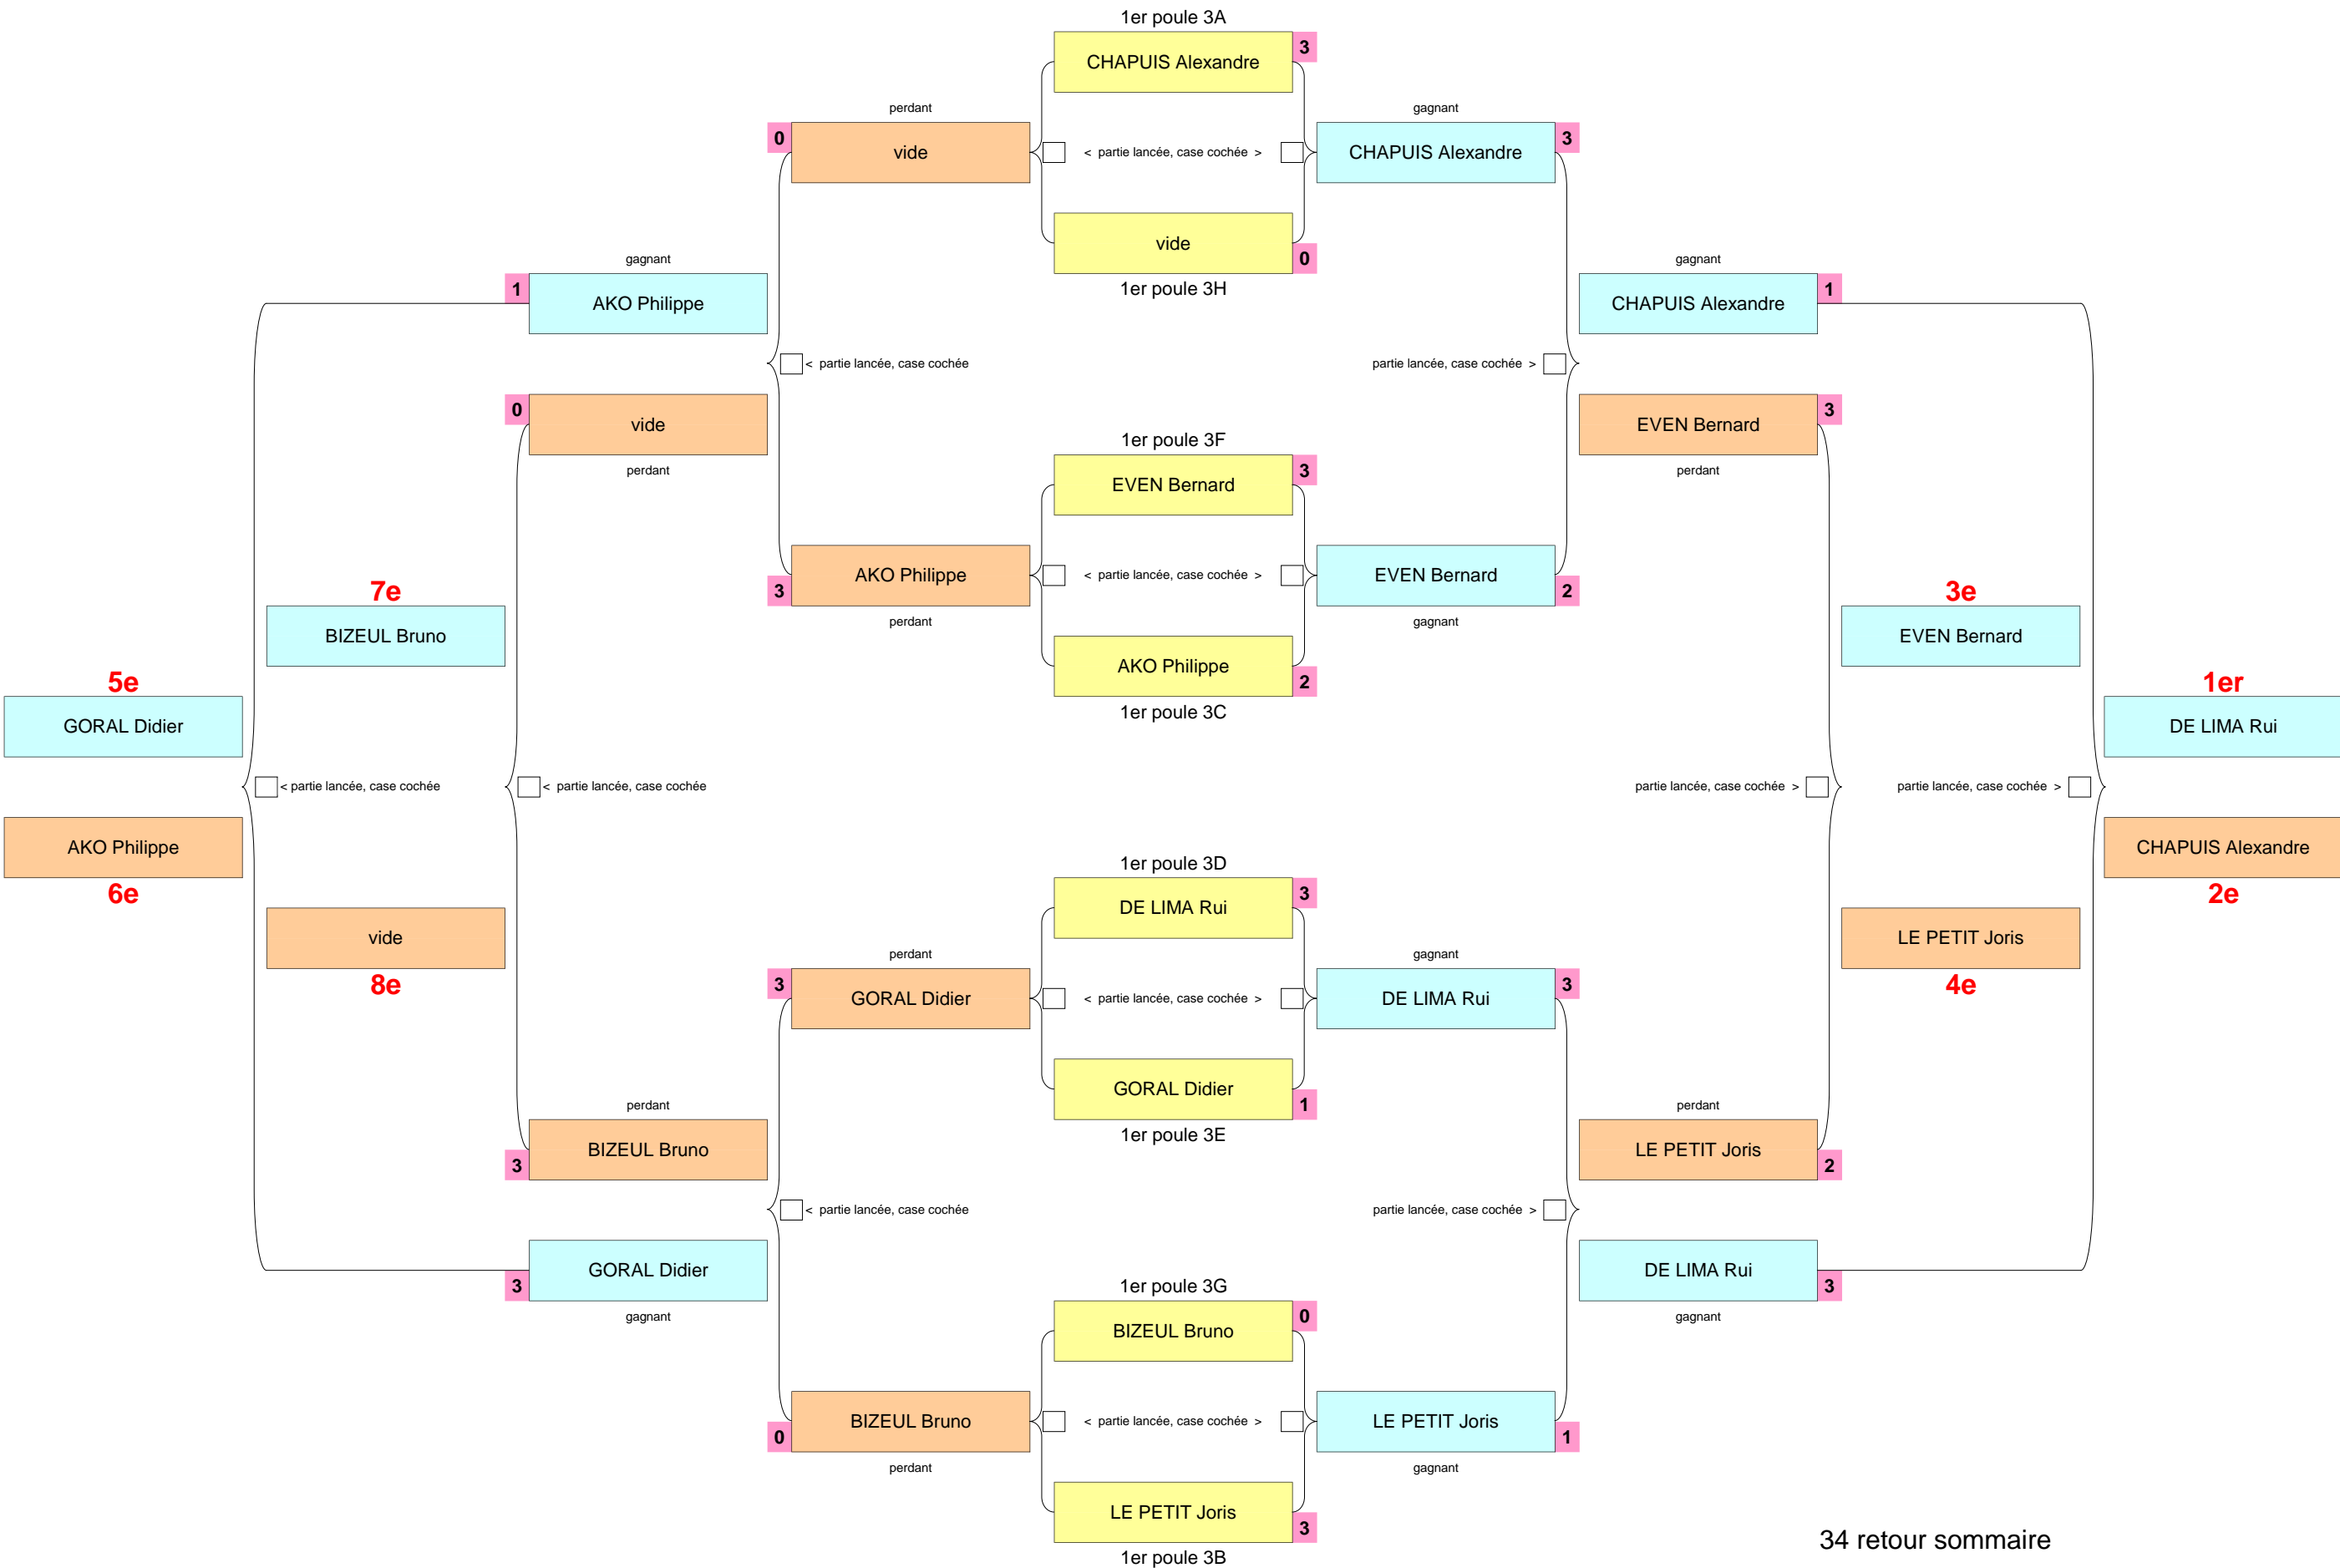 1er poule 3A
3
CHAPUIS Alexandre
perdant
gagnant
0
vide
< partie lancée, case cochée >
CHAPUIS Alexandre
3
vide
0
1er poule 3H
gagnant
gagnant
1
AKO Philippe
CHAPUIS Alexandre
1
< partie lancée, case cochée
partie lancée, case cochée >
0
vide
EVEN Bernard
3
perdant
perdant
1er poule 3F
3
EVEN Bernard
AKO Philippe
3
< partie lancée, case cochée >
EVEN Bernard
2
perdant
gagnant
7e
BIZEUL Bruno
3e
EVEN Bernard
AKO Philippe
2
1er poule 3C
5e
GORAL Didier
1er
DE LIMA Rui
< partie lancée, case cochée
< partie lancée, case cochée
partie lancée, case cochée >
partie lancée, case cochée >
AKO Philippe
6e
CHAPUIS Alexandre
2e
1er poule 3D
3
DE LIMA Rui
vide
8e
LE PETIT Joris
4e
perdant
gagnant
3
GORAL Didier
< partie lancée, case cochée >
DE LIMA Rui
3
GORAL Didier
1
1er poule 3E
perdant
perdant
BIZEUL Bruno
3
LE PETIT Joris
2
< partie lancée, case cochée
partie lancée, case cochée >
GORAL Didier
3
DE LIMA Rui
3
gagnant
gagnant
1er poule 3G
0
BIZEUL Bruno
BIZEUL Bruno
0
< partie lancée, case cochée >
LE PETIT Joris
1
perdant
gagnant
LE PETIT Joris
3
1er poule 3B
34 retour sommaire